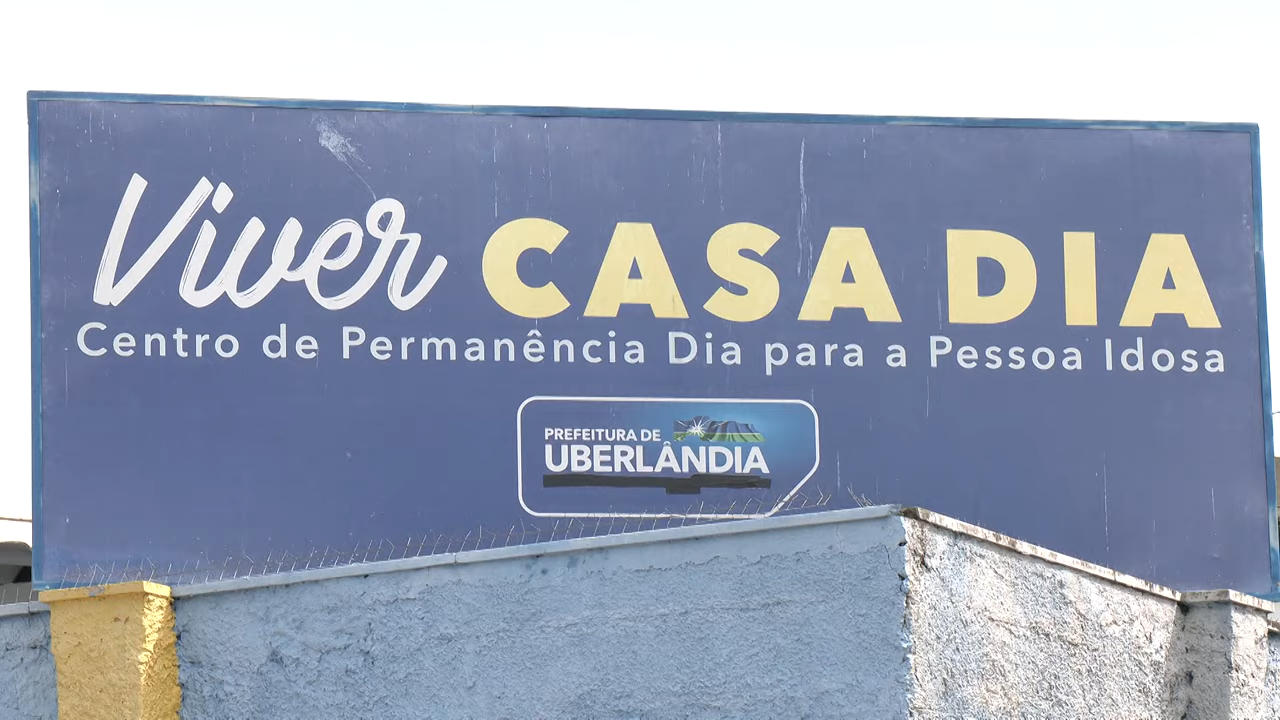 Viver CASA DIA
Centro de Permanência Dia para a Pessoa Idosa
PREFEITURA DE
UBERLÂNDIA